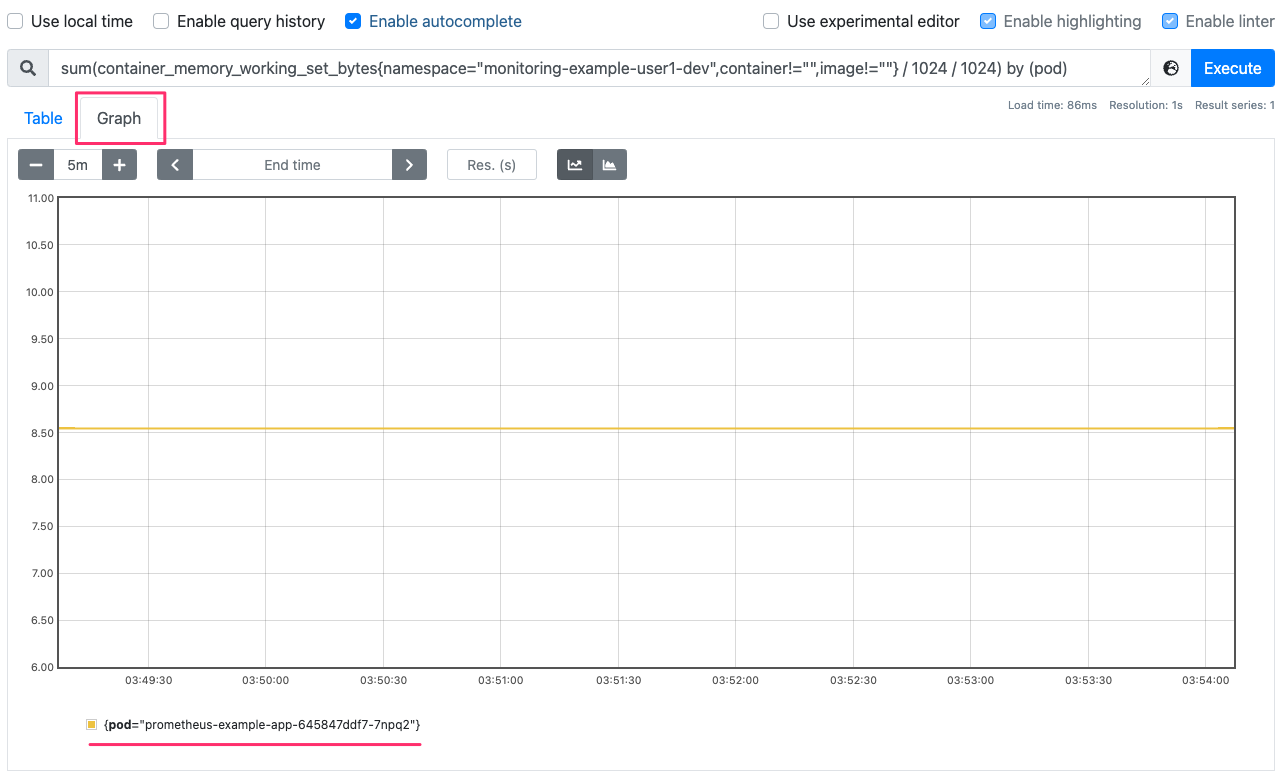 Use local time Enable query history Enable autocomplete Use experimental editor Enable highlighting Enable linter
sum(container_memory_working_set_bytes{namespace="monitoring-example-user1-dev",container!="",image!=""} / 1024 / 1024) by (pod) Execute
Load time: 86ms Resolution: 1s Result series: 1
Table Graph
5m End time Res. (s)
11.00
10.50
10.00
9.50
9.00
8.50
8.00
7.50
7.00
6.50
6.00
03:49:30 03:50:00 03:50:30 03:51:00 03:51:30 03:52:00 03:52:30 03:53:00 03:53:30 03:54:00
{pod="prometheus-example-app-645847ddf7-7npq2"}